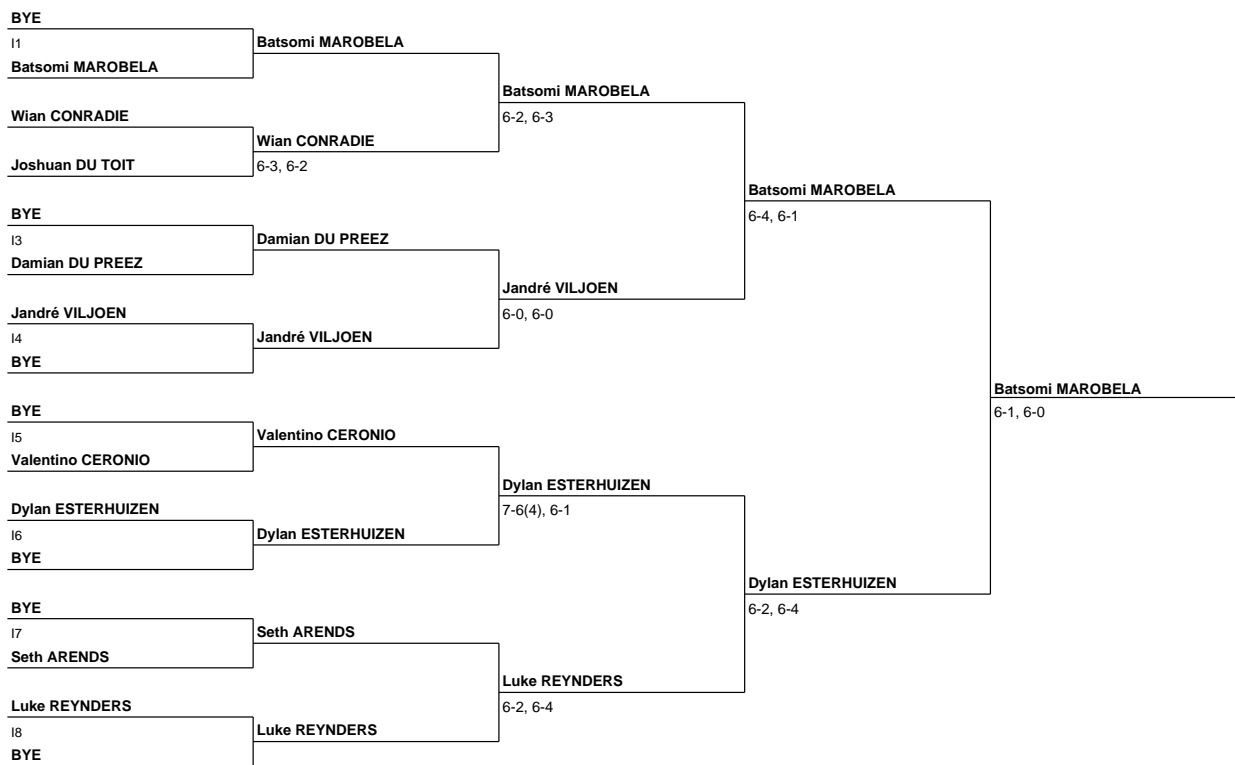 BYE
I1
Batsomi MAROBELA
Batsomi MAROBELA
Wian CONRADIE
Joshuan DU TOIT
Wian CONRADIE
6-3, 6-2
Batsomi MAROBELA
6-2, 6-3
BYE
I3
Damian DU PREEZ
Damian DU PREEZ
Jandré VILJOEN
I4
BYE
Jandré VILJOEN
Jandré VILJOEN
6-0, 6-0
Batsomi MAROBELA
6-4, 6-1
BYE
I5
Valentino CERONIO
Valentino CERONIO
Dylan ESTERHUIZEN
I6
BYE
Dylan ESTERHUIZEN
Dylan ESTERHUIZEN
7-6(4), 6-1
BYE
I7
Seth ARENDS
Seth ARENDS
Luke REYNDERS
I8
BYE
Luke REYNDERS
Luke REYNDERS
6-2, 6-4
Dylan ESTERHUIZEN
6-2, 6-4
Batsomi MAROBELA
6-1, 6-0